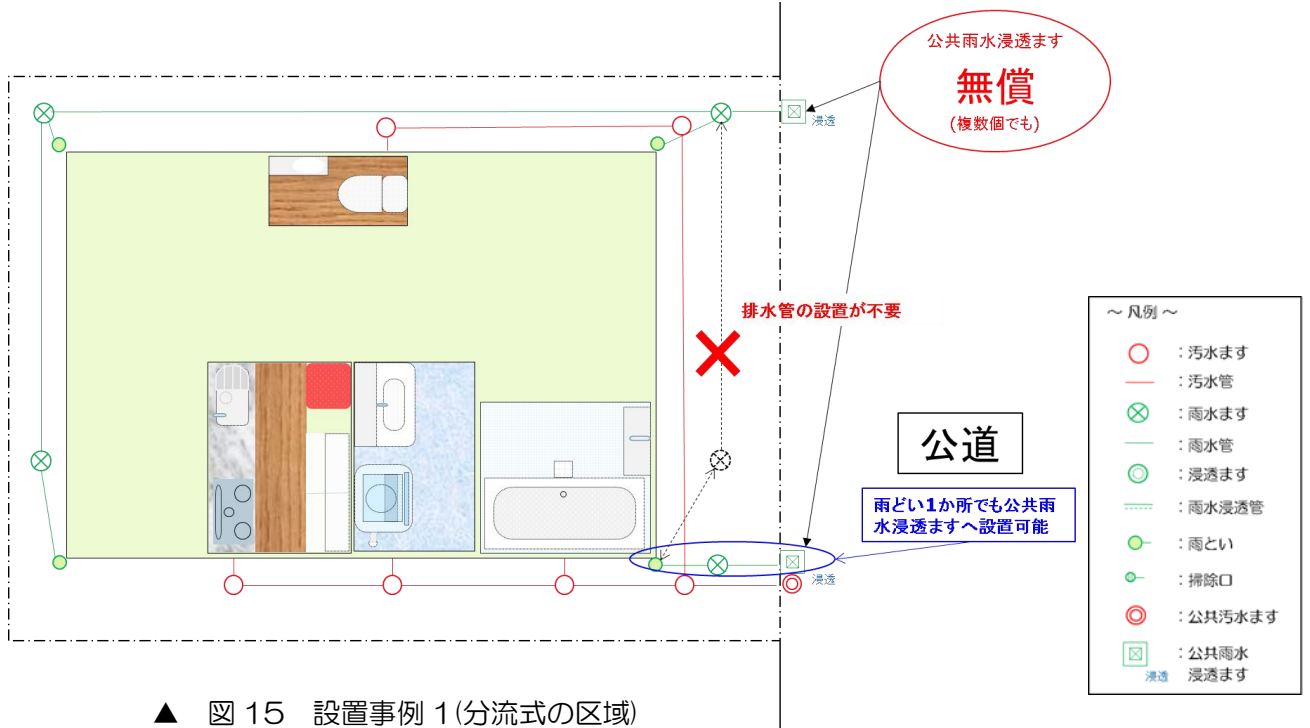 公共雨水浸透ます
無償
(複数個でも)
浸透
排水管の設置が不要
公道
雨どい1か所でも公共雨
水浸透ますへ設置可能
浸透
～ 凡例 ～
：汚水ます
：汚水管
：雨水ます
：雨水管
：浸透ます
：雨水浸透管
：雨とい
：掃除口
：公共汚水ます
：公共雨水
浸透 浸透ます
▲ 図 15 設置事例 1(分流式の区域)